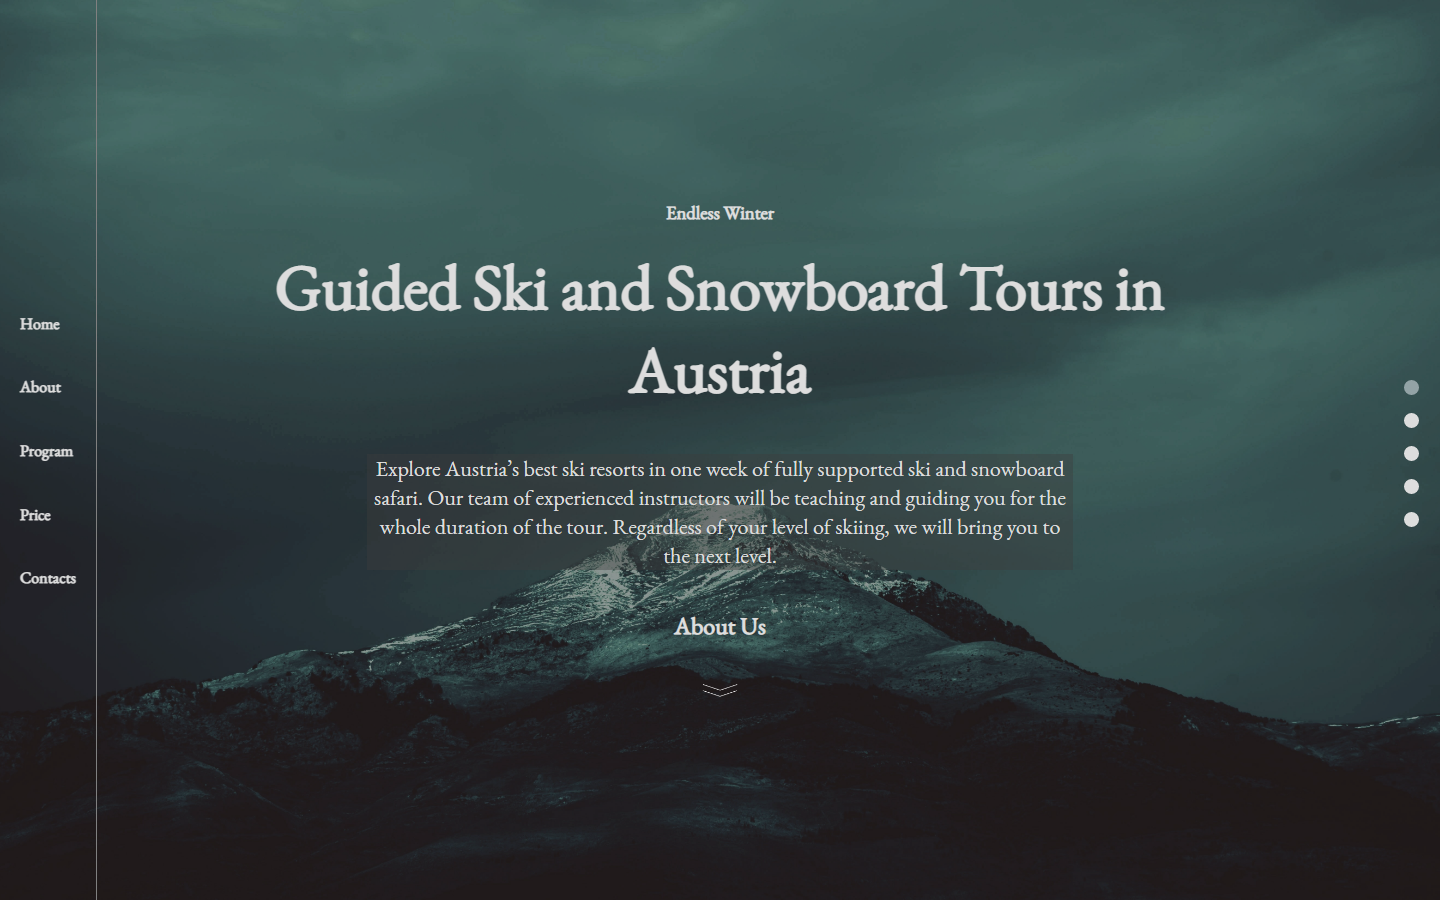 Endless Winter
Guided Ski and Snowboard Tours in
Austria
Home
About
Program
Price
Contacts
Explore Austria’s best ski resorts in one week of fully supported ski and snowboard
safari. Our team of experienced instructors will be teaching and guiding you for the
whole duration of the tour. Regardless of your level of skiing, we will bring you to
the next level.
About Us